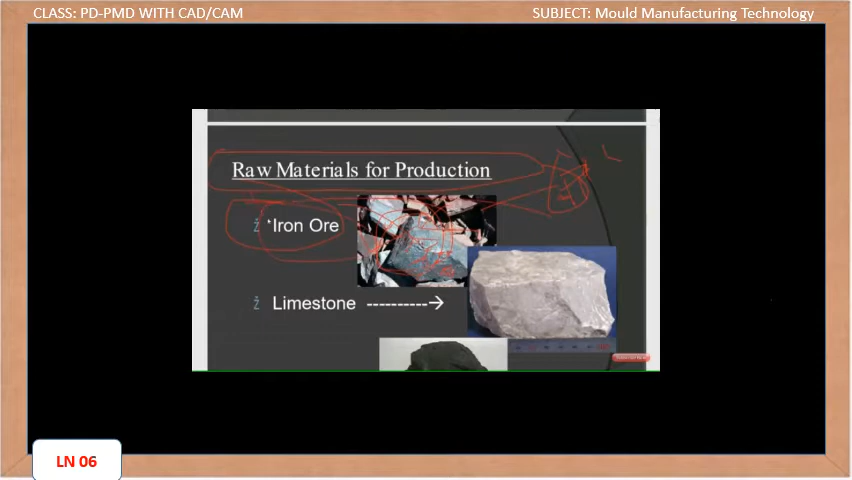 CLASS: PD-PMD WITH CAD/CAM
SUBJECT: Mould Manufacturing Technology
Raw Materials for Production
ž 'Iron Ore
ž Limestone ---------->
LN 06